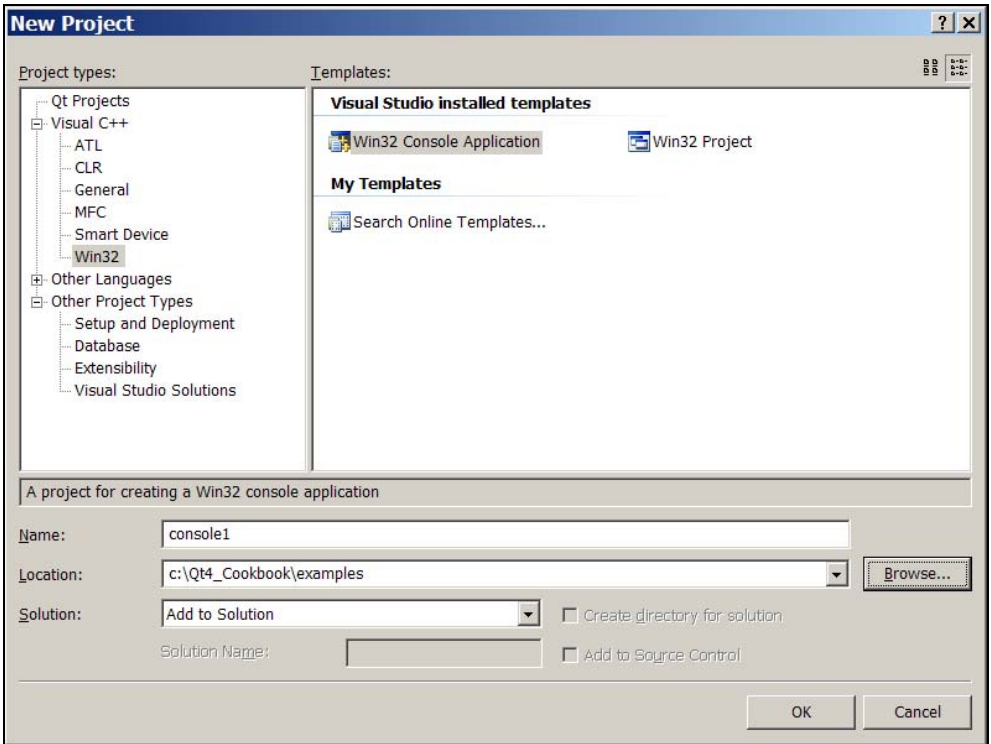 New Project
Project types:
Templates:
Qt Projects
Visual C++
ATL
CLR
General
MFC
Smart Device
Win32
Other Languages
Other Project Types
Setup and Deployment
Database
Extensibility
Visual Studio Solutions
Visual Studio installed templates
Win32 Console Application
Win32 Project
My Templates
Search Online Templates...
A project for creating a Win32 console application
Name: console1
Location: c:\Qt4_Cookbook\examples Browse...
Solution: Add to Solution Create directory for solution
Solution Name: Add to Source Control
OK Cancel